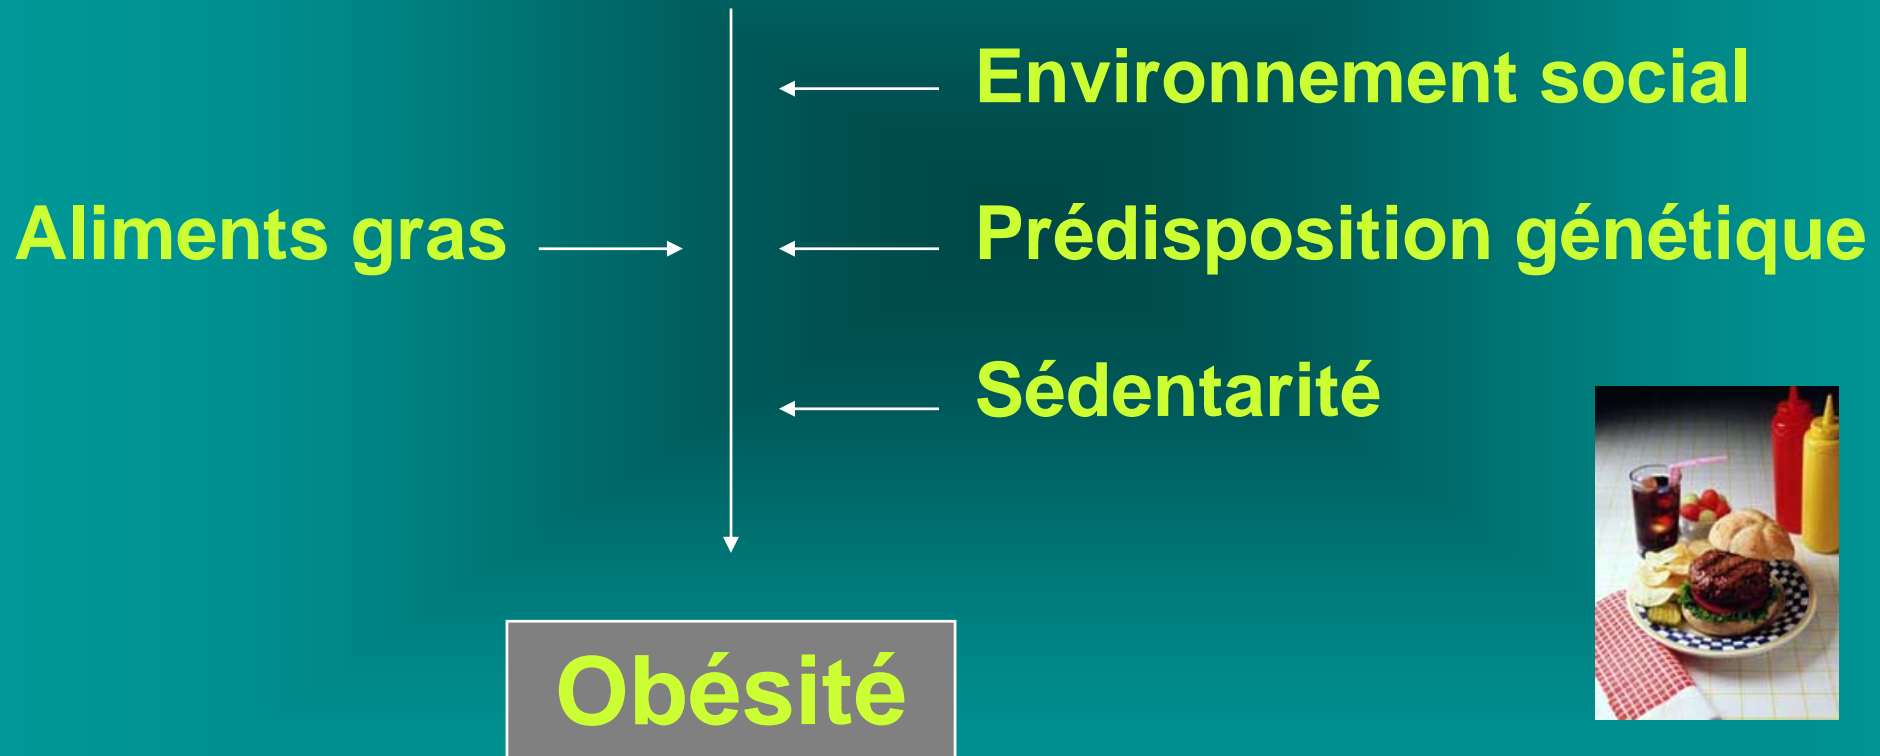 Environnement social
Aliments gras
Prédisposition génétique
Sédentarité
Obésité